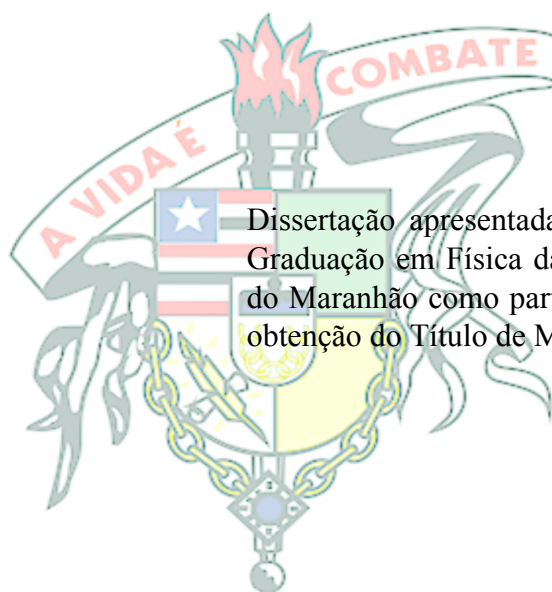 A VIDA É COMBATE
Dissertação apresentada
Graduação em Física da
do Maranhão como par
obtenção do Título de M